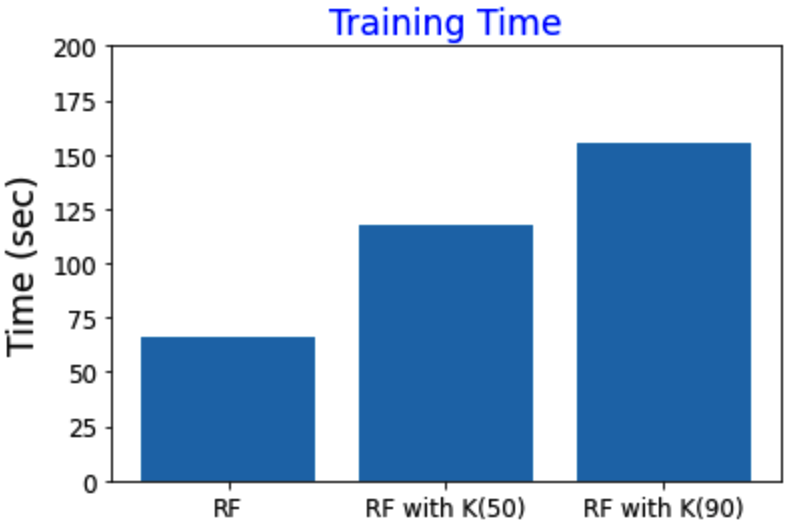 Training Time
Time (sec)
200
175
150
125
100
75
50
25
0
RF
RF with K(50)
RF with K(90)